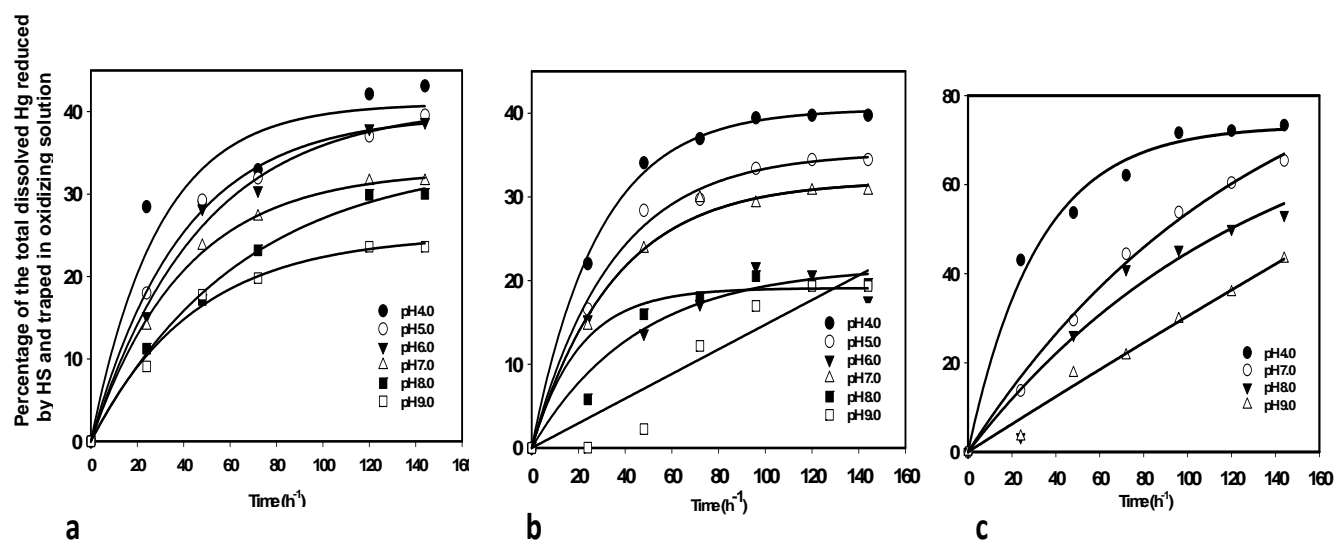 Percentage of the total dissolved Hg reduced
by HS and traped in oxidizing solution
40
30
20
10
0
0 20 40 60 80 100 120 140 16
pH4.0
pH5.0
pH6.0
pH7.0
pH8.0
pH9.0
Time(h-1)
a
40
30
20
10
0
0 20 40 60 80 100 120 140 160
pH4.0
pH5.0
pH6.0
pH7.0
pH8.0
pH9.0
Time(h-1)
b
80
60
40
20
0
0 20 40 60 80 100 120 140 160
pH4.0
pH7.0
pH8.0
pH9.0
Time(h-1)
c